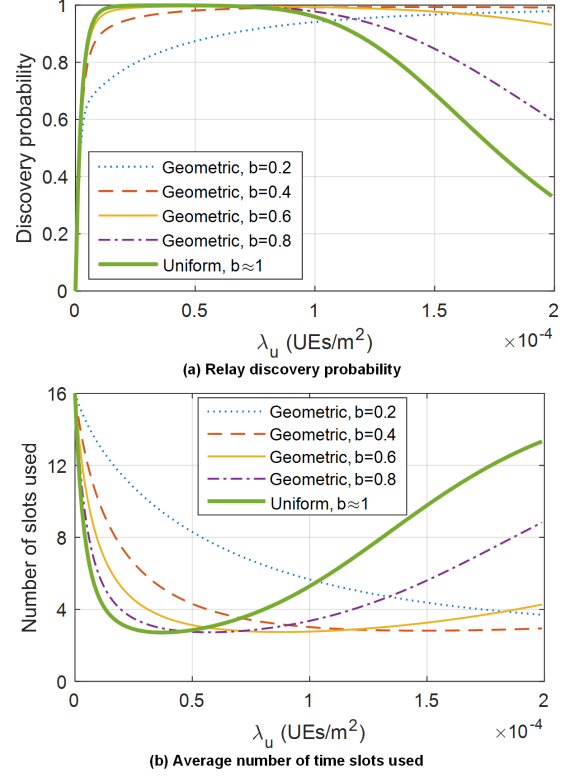 1
0.8
0.6
0.4
0.2
0
Discovery probability
Geometric, b=0.2
Geometric, b=0.4
Geometric, b=0.6
Geometric, b=0.8
Uniform, b≈1
0 0.5 1 1.5 2
λu (UEs/m²) ×10⁻⁴
(a) Relay discovery probability
16
12
8
4
0
Number of slots used
Geometric, b=0.2
Geometric, b=0.4
Geometric, b=0.6
Geometric, b=0.8
Uniform, b≈1
0 0.5 1 1.5 2
λu (UEs/m²) ×10⁻⁴
(b) Average number of time slots used